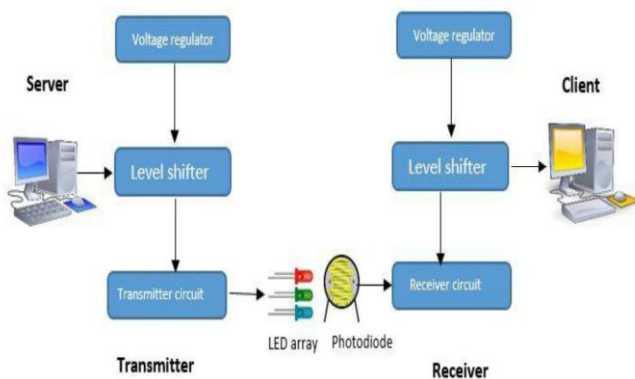 Voltage regulator
Voltage regulator
Server
Client
Level shifter
Level shifter
Transmitter circuit
Receiver circuit
LED array
Photodiode
Transmitter
Receiver